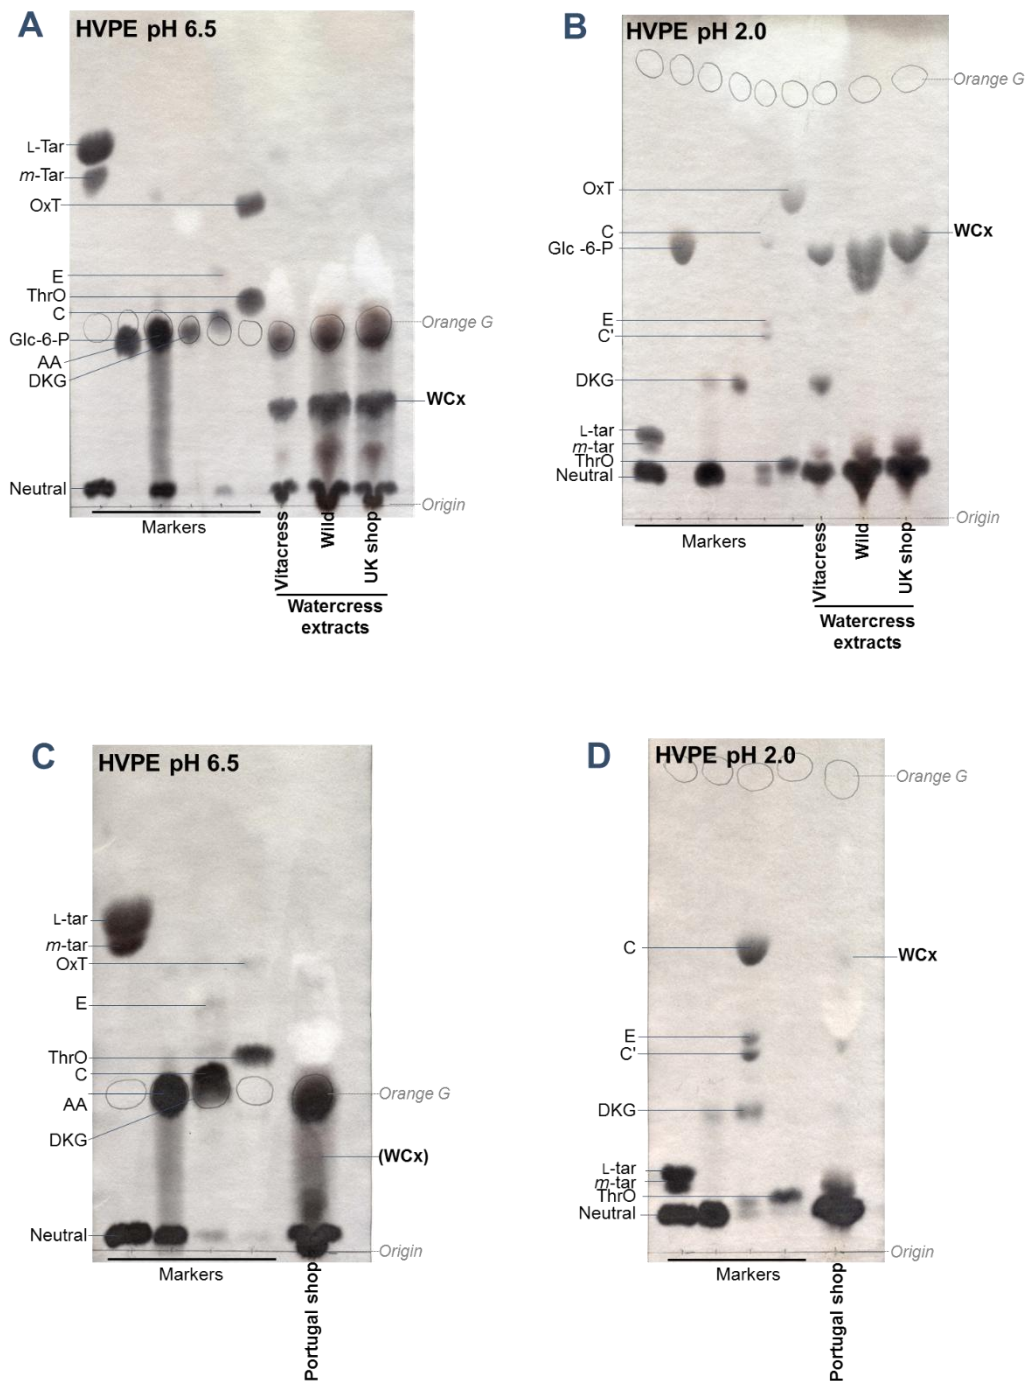 A
HVPE pH 6.5
L-Tar
m-Tar
OxT
E
ThrO
C
Glc-6-P
AA
DKG
Neutral
Orange G
WCx
Origin
Markers
Vitacress
Wild
UK shop
Watercress
extracts
B
HVPE pH 2.0
Orange G
OxT
C
Glc -6-P
WCx
E
C'
DKG
L-tar
m-tar
ThrO
Neutral
Origin
Markers
Vitacress
Wild
UK shop
Watercress
extracts
C
HVPE pH 6.5
L-tar
m-tar
OxT
E
ThrO
C
AA
DKG
Neutral
Orange G
(WCx)
Origin
Markers
Portugal shop
D
HVPE pH 2.0
Orange G
C
WCx
E
C'
DKG
L-tar
m-tar
ThrO
Neutral
Origin
Markers
Portugal shop